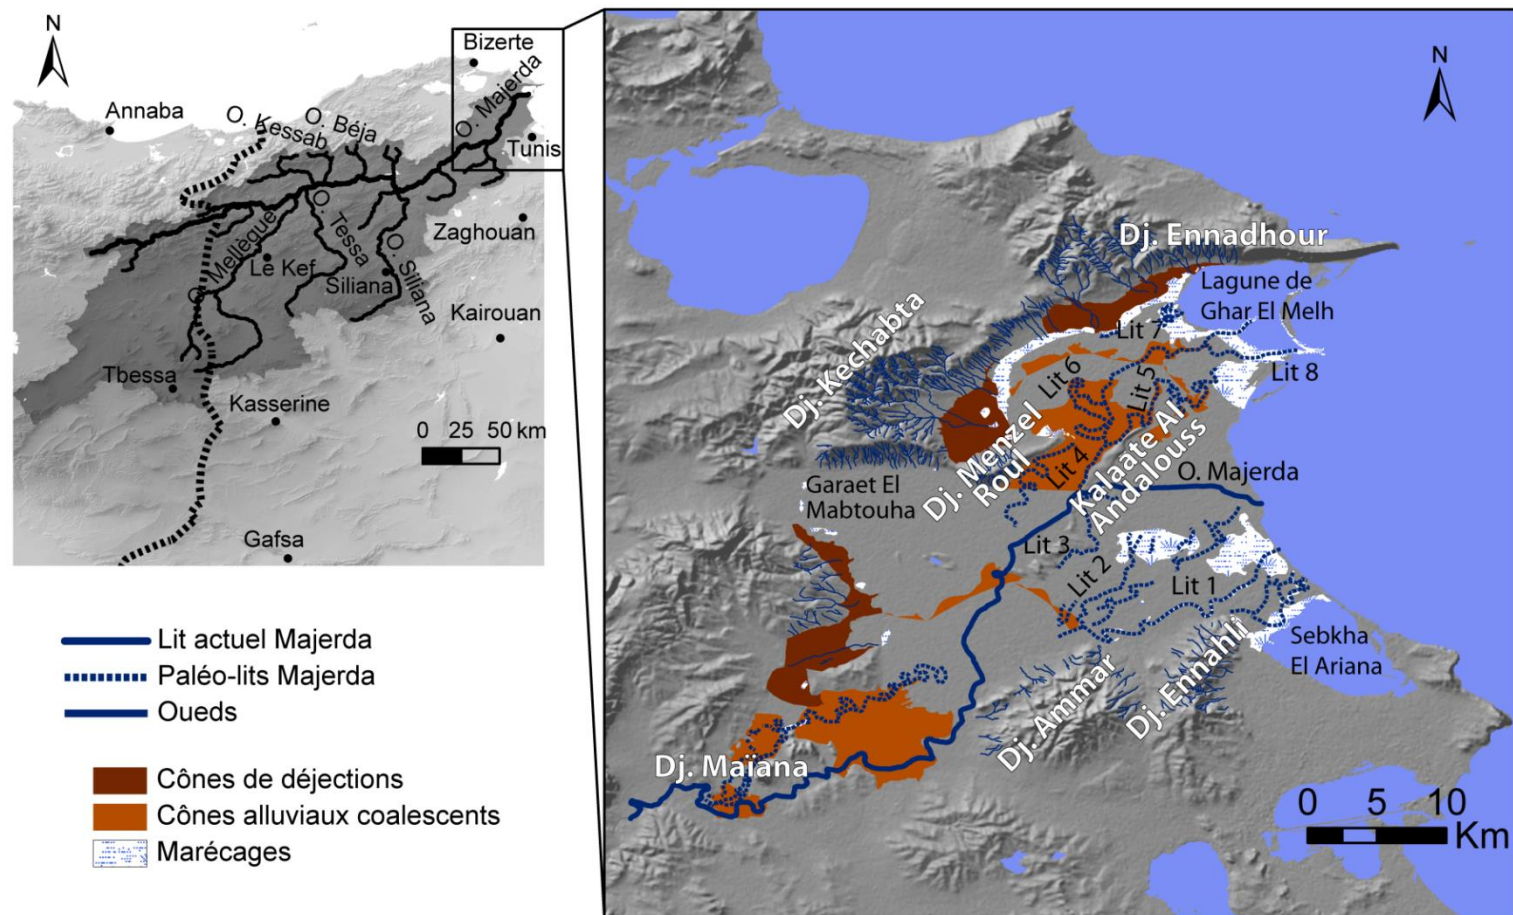 N
Bizerte
Annaba
O. Kessab
O. Béja
O. Majerda
Tunis
O. Mellègue
O. Tessa
O. Siliana
Zaghouan
Le Kef
Siliana
Kairouan
Tbessa
Kasserine
0 25 50 km
Gafsa
Lit actuel Majerda
Paléo-lits Majerda
Oueds
Cônes de déjections
Cônes alluviaux coalescents
Marécages
N
Dj. Ennadhour
Lagune de
Ghar El Melh
Dj. Kechabta
Lit 7
Lit 6
Lit 5
Lit 8
Dj. Menzel
Roul
Lit 4
Kalaate Al
Andalouss
Garaet El
Mabtouha
O. Majerda
Lit 3
Lit 2
Lit 1
Sebkha
El Ariana
Dj. Ammar
Dj. Ennahli
Dj. Maïana
0 5 10
Km